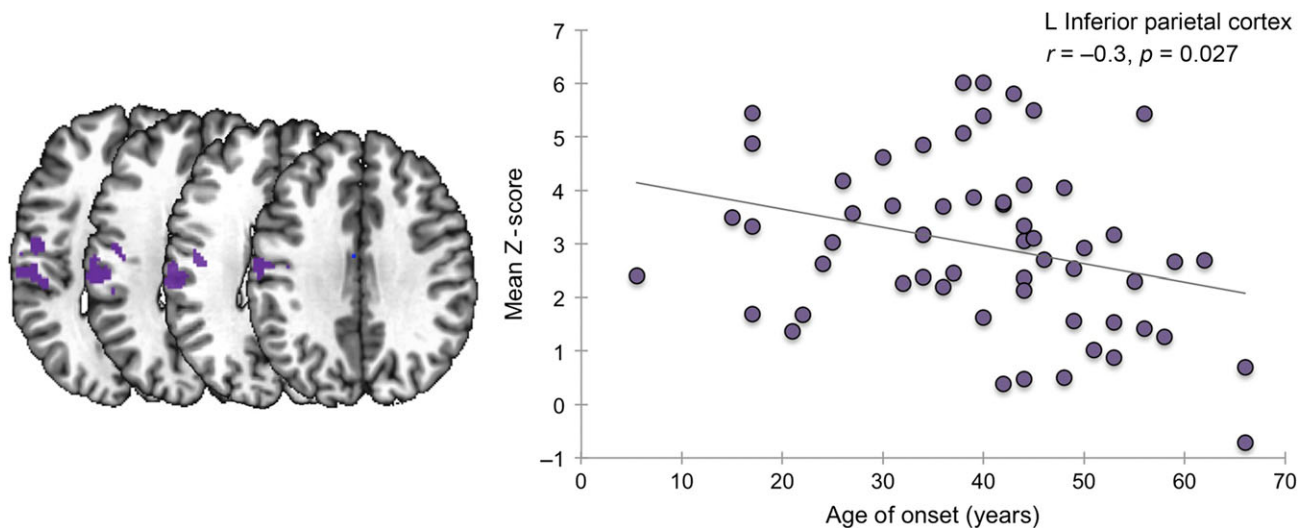 L Inferior parietal cortex
r = –0.3, p = 0.027
7
6
5
4
3
2
1
0
–1
Mean Z-score
0 10 20 30 40 50 60 70
Age of onset (years)